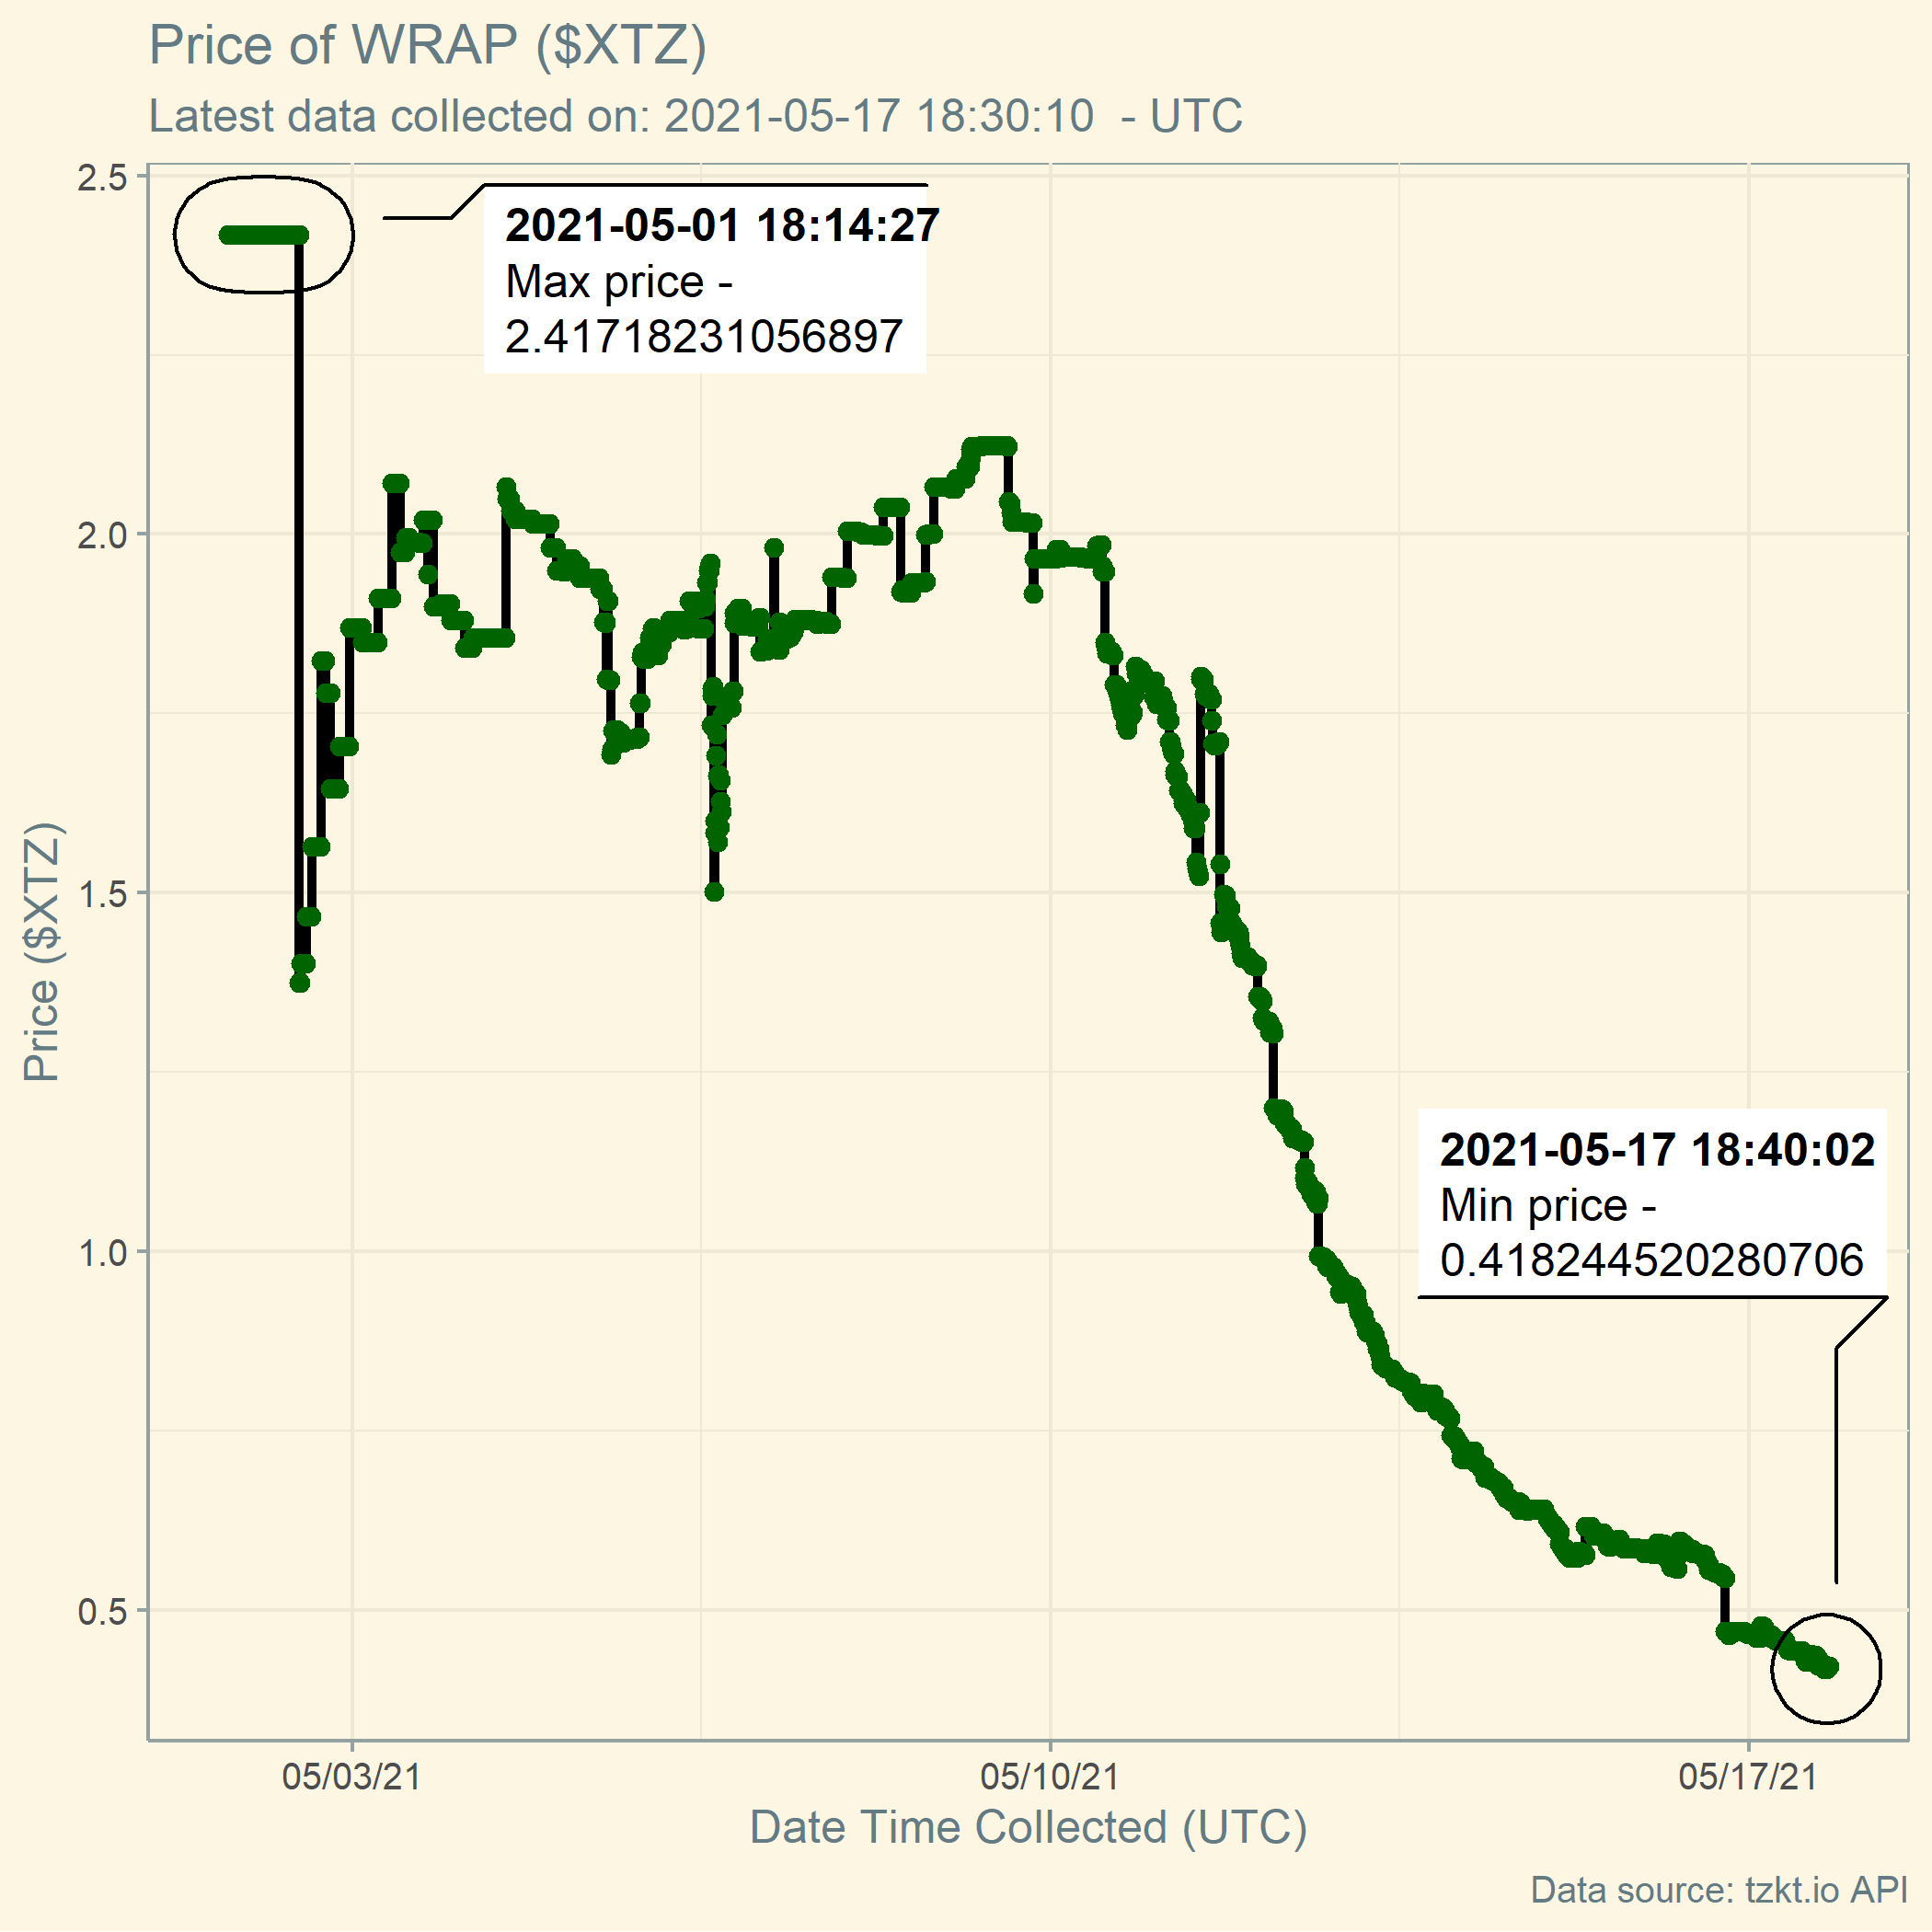 Price of WRAP ($XTZ)
Latest data collected on: 2021-05-17 18:30:10  - UTC
2.5
2.0
1.5
1.0
0.5
Price ($XTZ)
2021-05-01 18:14:27
Max price -
2.41718231056897
2021-05-17 18:40:02
Min price -
0.418244520280706
05/03/21
05/10/21
05/17/21
Date Time Collected (UTC)
Data source: tzkt.io API